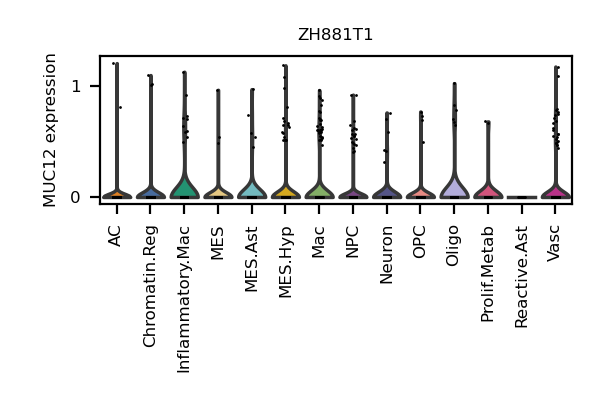 ZH881T1
MUC12 expression
1
0
AC
Chromatin.Reg
Inflammatory.Mac
MES
MES.Ast
MES.Hyp
Mac
NPC
Neuron
OPC
Oligo
Prolif.Metab
Reactive.Ast
Vasc